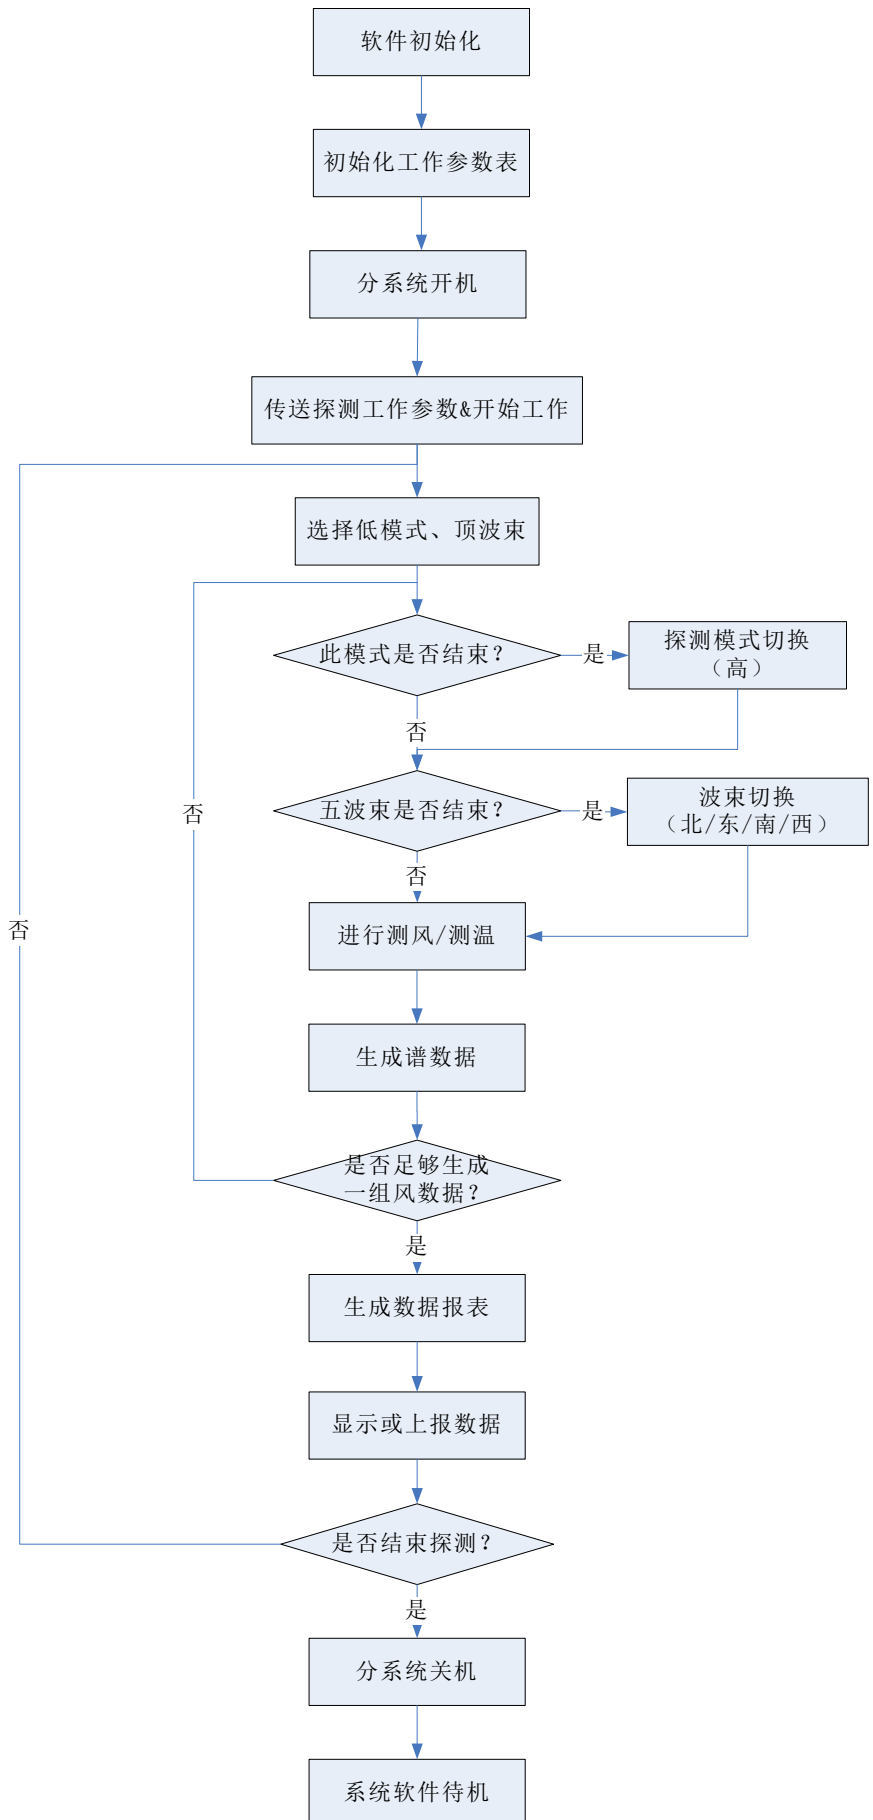 软件初始化
初始化工作参数表
分系统开机
传送探测工作参数&开始工作
选择低模式、顶波束
此模式是否结束?
是
探测模式切换
（高）
否
五波束是否结束?
是
波束切换
（北/东/南/西）
否
否
进行测风/测温
否
生成谱数据
是否足够生成
一组风数据?
是
生成数据报表
显示或上报数据
是否结束探测?
是
分系统关机
系统软件待机